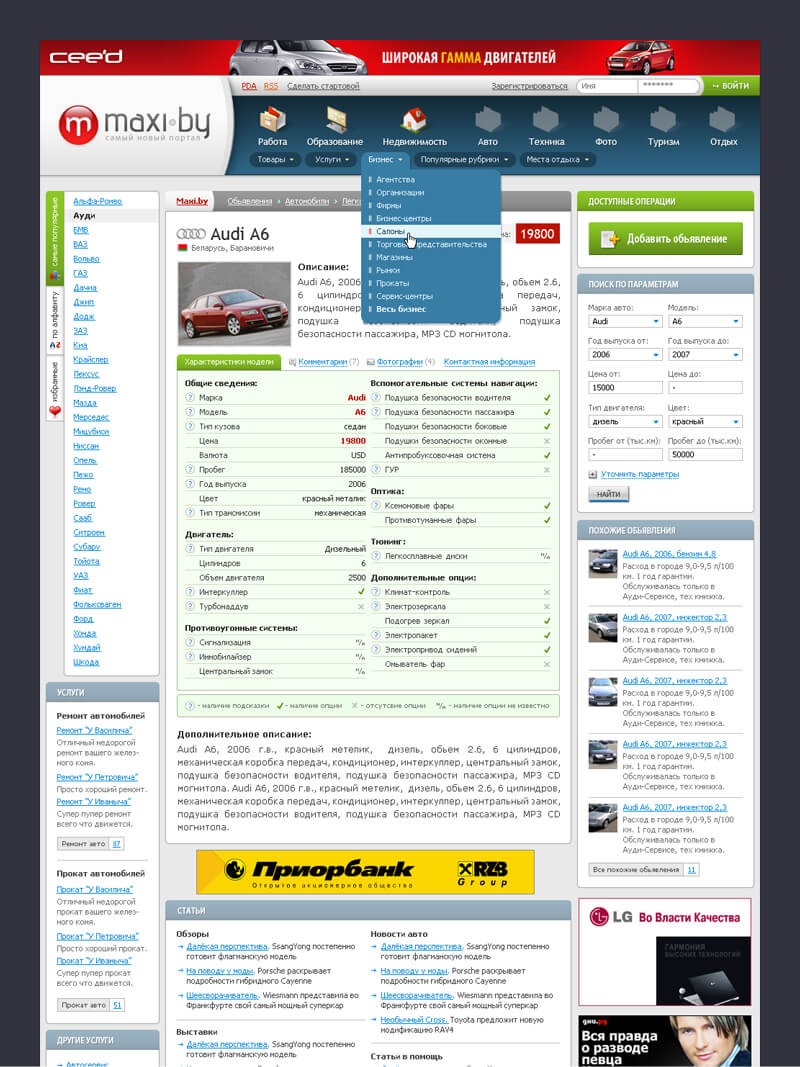 cee'd
ШИРОКАЯ ГАММА ДВИГАТЕЛЕЙ
PDA RSS Сделать стартовой
Зарегистрироваться Имя ******* → ВОЙТИ
m maxi·by
самый новый портал
Работа Образование Недвижимость Авто Техника Фото Туризм Отдых
Товары Услуги Бизнес Популярные рубрики Места отдыха
Агентства
Организации
Фирмы
Бизнес-центры
Салоны
Магазины
Рынки
Прокаты
Сервис-центры
Весь бизнес
самые популярные
по алфавиту
избранные
Альфа-Ромео
Ауди
БМВ
ВАЗ
Вольво
ГАЗ
Дачиа
Джип
Додж
ЗАЗ
Киа
Крайслер
Лексус
Лэнд-Ровер
Мазда
Мерседес
Мицубиси
Ниссан
Опель
Пежо
Рено
Ровер
Сааб
Ситроен
Субару
Тойота
УАЗ
Фиат
Фольксваген
Форд
Хонда
Хундай
Шкода
УСЛУГИ
Ремонт автомобилей
Ремонт "У Василича"
Отличный недорогой
ремонт вашего желез-
ного коня.
Ремонт "У Петровича"
Просто хороший ремонт.
Ремонт "У Иваныча"
Супер пупер ремонт
всего что движется.
Ремонт авто 87
Прокат автомобилей
Прокат "У Василича"
Отличный недорогой
прокат вашего желез-
ного коня.
Прокат "У Петровича"
Просто хороший прокат.
Прокат "У Иваныча"
Супер пупер прокат
всего что движется.
Прокат авто 51
ДРУГИЕ УСЛУГИ
→ Автосервис
Maxi.by Объявления › Автомобили ›
Audi A6
Беларусь, Барановичи
19800
Описание:
Audi A6, 2006 объем 2.6,
6 цилиндров передач,
кондиционер замок,
подушка безопасности водителя, подушка
безопасности пассажира, MP3 CD магнитола.
Характеристики модели Комментарии (7) Фотографии (4) Контактная информация
Общие сведения:
Марка Audi
Модель A6
Тип кузова седан
Цена 19800
Валюта USD
Пробег 185000
Год выпуска 2006
Цвет красный металик
Тип трансмиссии механическая
Двигатель:
Тип двигателя Дизельный
Цилиндров 6
Объем двигателя 2500
Интеркуллер
Турбонаддув
Противоугонные системы:
Сигнализация н/н
Иннобилайзер н/н
Центральный замок н/н
Вспомогательные системы навигации:
Подушка безопасности водителя
Подушка безопасности пассажира
Подушки безопасности боковые
Подушки безопасности оконные
Антипробуксовочная система
ГУР
Оптика:
Ксеноновые фары
Противотуманные фары
Тюнинг:
Легкосплавные диски н/н
Дополнительные опции:
Климат-контроль
Электрозеркала
Подогрев зеркал
Электропакет
Электропривод сидений
Омыватель фар
? - наличие подсказки ✓ - наличие опции ✕ - отсутсвие опции н/н - наличие опции не известно
Дополнительное описание:
Audi A6, 2006 г.в., красный метелик, дизель, объем 2.6, 6 цилиндров,
механическая коробка передач, кондиционер, интеркуллер, центральный замок,
подушка безопасности водителя, подушка безопасности пассажира, MP3 CD
магнитола. Audi A6, 2006 г.в., красный метелик, дизель, объем 2.6, 6 цилиндров,
механическая коробка передач, кондиционер, интеркуллер, центральный замок,
подушка безопасности водителя, подушка безопасности пассажира, MP3 CD
магнитола.
Приорбанк
Открытое акционерное общество
RZB
Group
СТАТЬИ
Обзоры
→ Далёкая перспектива. SsangYong постепенно
готовит флагманскую модель
→ На поводу у моды. Porsche раскрывает
подробности гибридного Cayenne
→ Шеесворачиватель. Wiesmann представила во
Франкфурте свой самый мощный суперкар
Выставки
→ Далёкая перспектива. SsangYong постепенно
готовит флагманскую модель
Новости авто
→ Далёкая перспектива. SsangYong постепенно
готовит флагманскую модель
→ На поводу у моды. Porsche раскрывает
подробности гибридного Cayenne
→ Шеесворачиватель. Wiesmann представила во
Франкфурте свой самый мощный суперкар
→ Необычный Cross. Toyota предложит новую
модификацию RAV4
Статьи в помощь
→ Далёкая перспектива. SsangYong постепенно
готовит флагманскую модель
ДОСТУПНЫЕ ОПЕРАЦИИ
Добавить объявление
ПОИСК ПО ПАРАМЕТРАМ
Марка авто: Модель:
Audi A6
Год выпуска от: Год выпуска до:
2006 2007
Цена от: Цена до:
15000 -
Тип двигателя: Цвет:
дизель красный
Пробег от (тыс.км): Пробег до (тыс.км):
- 50000
Уточнить параметры
НАЙТИ
ПОХОЖИЕ ОБЪЯВЛЕНИЯ
Audi A6, 2006, бензин 4,8
Расход в городе 9,0-9,5 л/100
км. 1 год гарантии.
Обслуживалась только в
Ауди-Сервисе, тех книжка.
Audi A6, 2007, инжектор 2,3
Расход в городе 9,0-9,5 л/100
км. 1 год гарантии.
Обслуживалась только в
Ауди-Сервисе, тех. книжка.
Audi A6, 2007, инжектор 2,3
Расход в городе 9,0-9,5 л/100
км. 1 год гарантии.
Обслуживалась только в
Ауди-Сервисе, тех. книжка.
Audi A6, 2007, инжектор 2,3
Расход в городе 9,0-9,5 л/100
км. 1 год гарантии.
Обслуживалась только в
Ауди-Сервисе, тех. книжка.
Audi A6, 2007, инжектор 2,3
Расход в городе 9,0-9,5 л/100
км. 1 год гарантии.
Обслуживалась только в
Ауди-Сервисе, тех. книжка.
Все похожие объявления 11
LG Во Власти Качества
ГАРМОНИЯ
ВЫСОКИХ ТЕХНОЛОГИЙ
gnu.ру
Вся правда
о разводе
певца